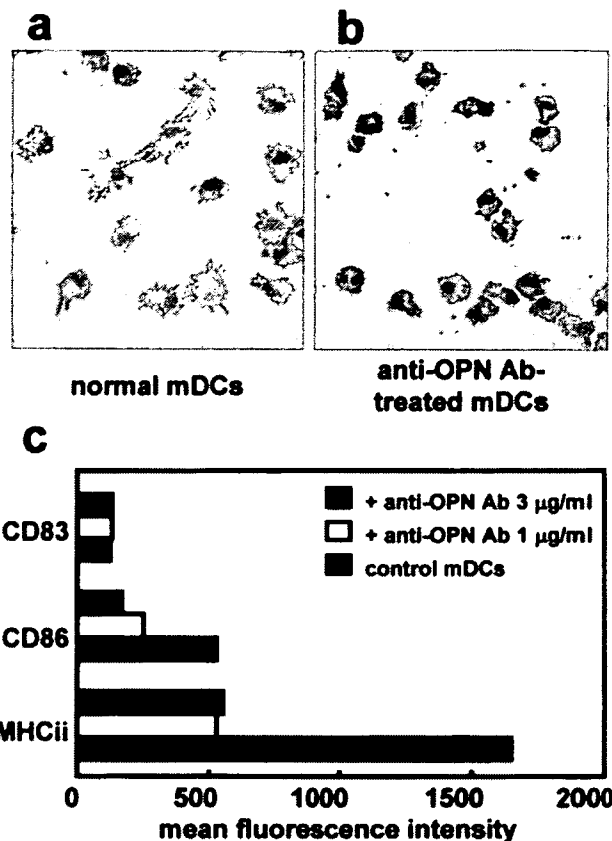 a
b
normal mDCs
anti-OPN Ab-
treated mDCs
c
+ anti-OPN Ab 3 μg/ml
+ anti-OPN Ab 1 μg/ml
control mDCs
CD83
CD86
MHCii
0 500 1000 1500 2000
mean fluorescence intensity